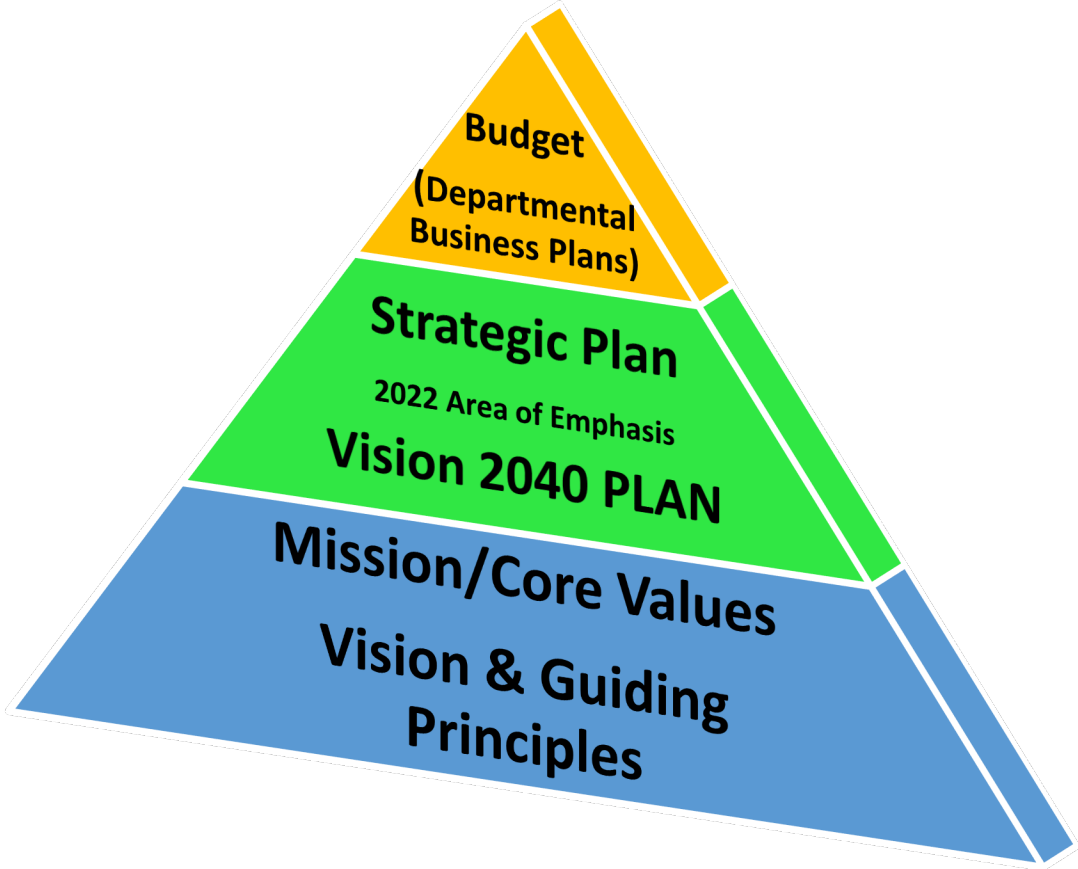 Budget
(Departmental
Business Plans)
Strategic Plan
2022 Area of Emphasis
Vision 2040 PLAN
Mission/Core Values
Vision & Guiding
Principles